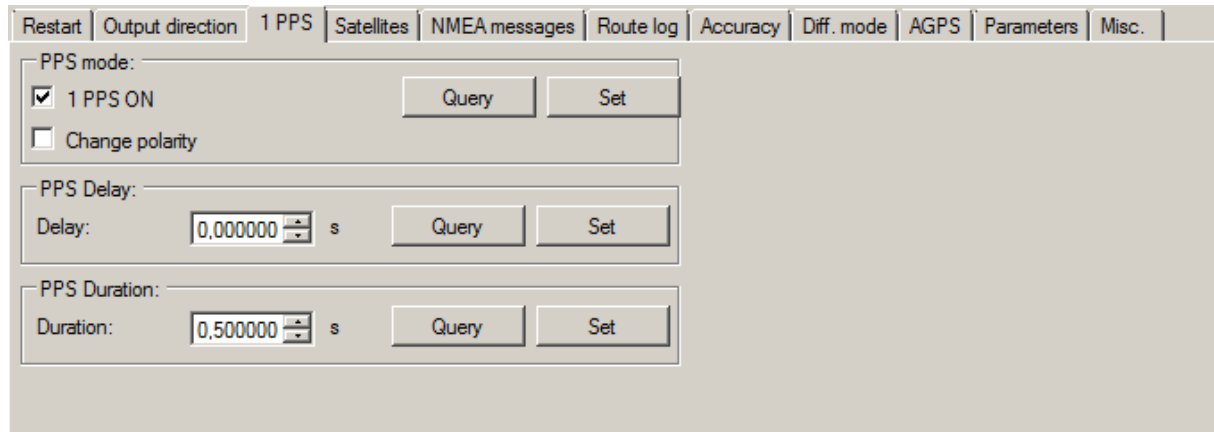 Restart Output direction 1 PPS Satellites NMEA messages Route log Accuracy Diff. mode AGPS Parameters Misc.
PPS mode:
1 PPS ON Query Set
Change polarity
PPS Delay:
Delay: 0,000000 s Query Set
PPS Duration:
Duration: 0,500000 s Query Set